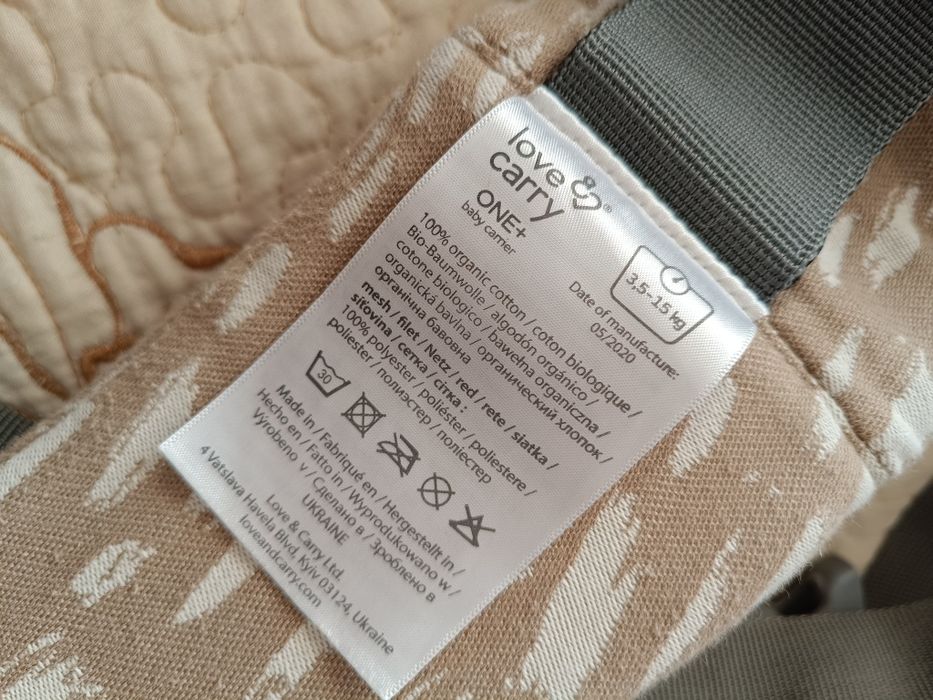 love &
carry®
ONE+
baby carrier
3,5–15 kg
Date of manufacture:
05/2020
100% organic cotton / coton biologique /
Bio-Baumwolle / algodón orgánico /
cotone biologico / bawełna organiczna /
organická bavlna / органический хлопок /
органічна бавовна
mesh / filet / Netz / red / rete / siatka /
síťovina / сетка / сітка :
100% polyester / poliéster / poliestere /
poliester / полиэстер / поліестер
30
Made in / Fabriqué en / Hergestellt in /
Hecho en / Fatto in / Wyprodukowano w /
Vyrobeno v / Сделано в / Зроблено в
UKRAINE
Love & Carry Ltd.
4 Vatslava Havela Blvd, Kyiv 03124, Ukraine
loveandcarry.com